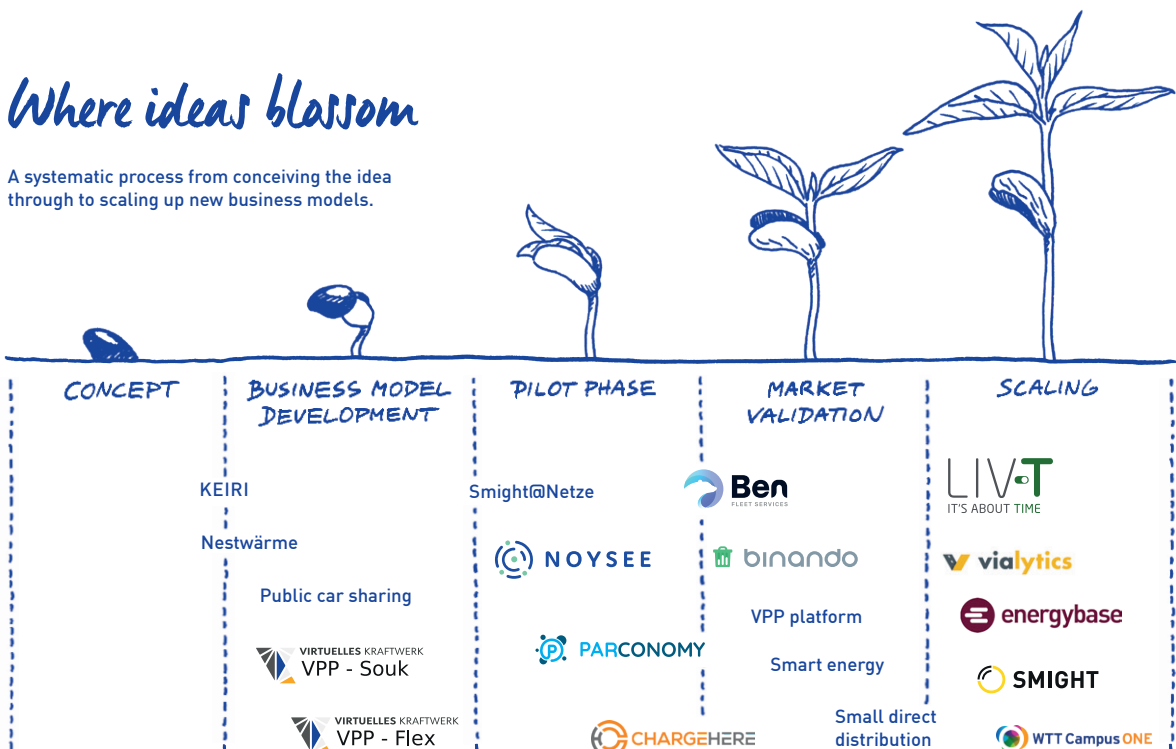 Where ideas blossom
A systematic process from conceiving the idea
through to scaling up new business models.
CONCEPT
BUSINESS MODEL
DEVELOPMENT
PILOT PHASE
MARKET
VALIDATION
SCALING
KEIRI
Nestwärme
Public car sharing
VIRTUELLES KRAFTWERK
VPP - Souk
VIRTUELLES KRAFTWERK
VPP - Flex
Smight@Netze
NOYSEE
P PARCONOMY
CHARGEHERE
Ben
FLEET SERVICES
binando
VPP platform
Smart energy
Small direct
distribution
LIV-T
IT'S ABOUT TIME
vialytics
energybase
SMIGHT
WTT Campus ONE